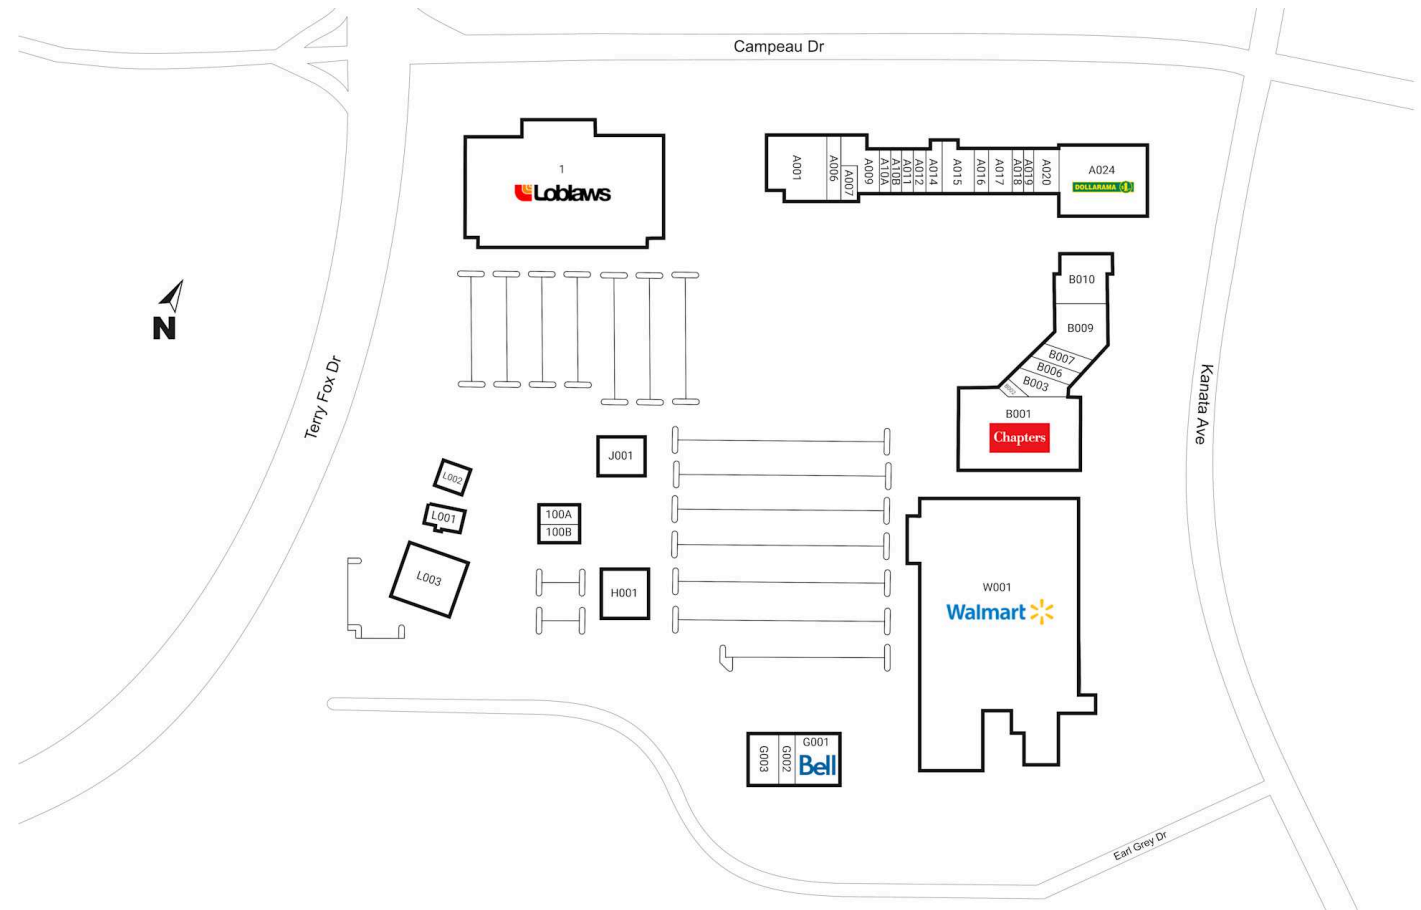 Campeau Dr
1
Loblaws
A001
A006
A007
A009
A10A
A10B
A011
A012
A014
A015
A016
A017
A018
A019
A020
A024
DOLLARAMA
B010
N
B009
B007
B006
B003
Terry Fox Dr
Kanata Ave
B001
Chapters
J001
L002
L001
100A
100B
L003
H001
W001
Walmart
G003
G002
G001
Bell
Earl Grey Dr